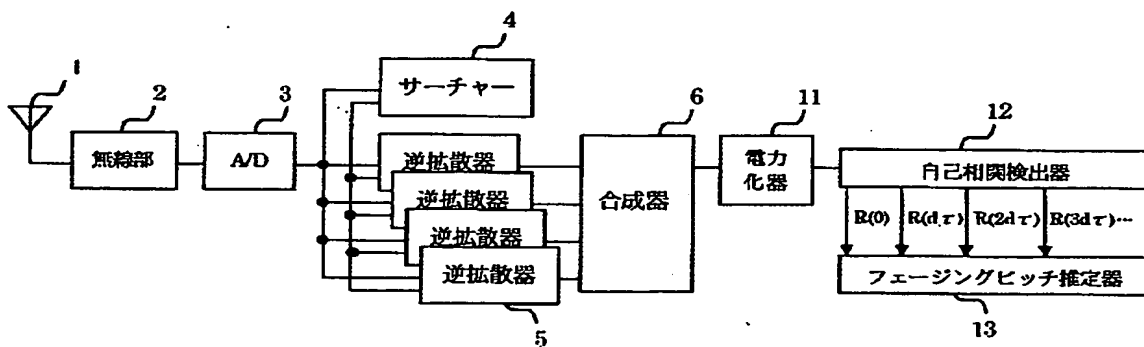 1
2
無線部
3
A/D
4
サーチャー
逆拡散器
逆拡散器
逆拡散器
逆拡散器
5
6
合成器
11
電力
化器
12
自己相関検出器
R(0) R(dτ) R(2dτ) R(3dτ)…
フェージングピッチ推定器
13